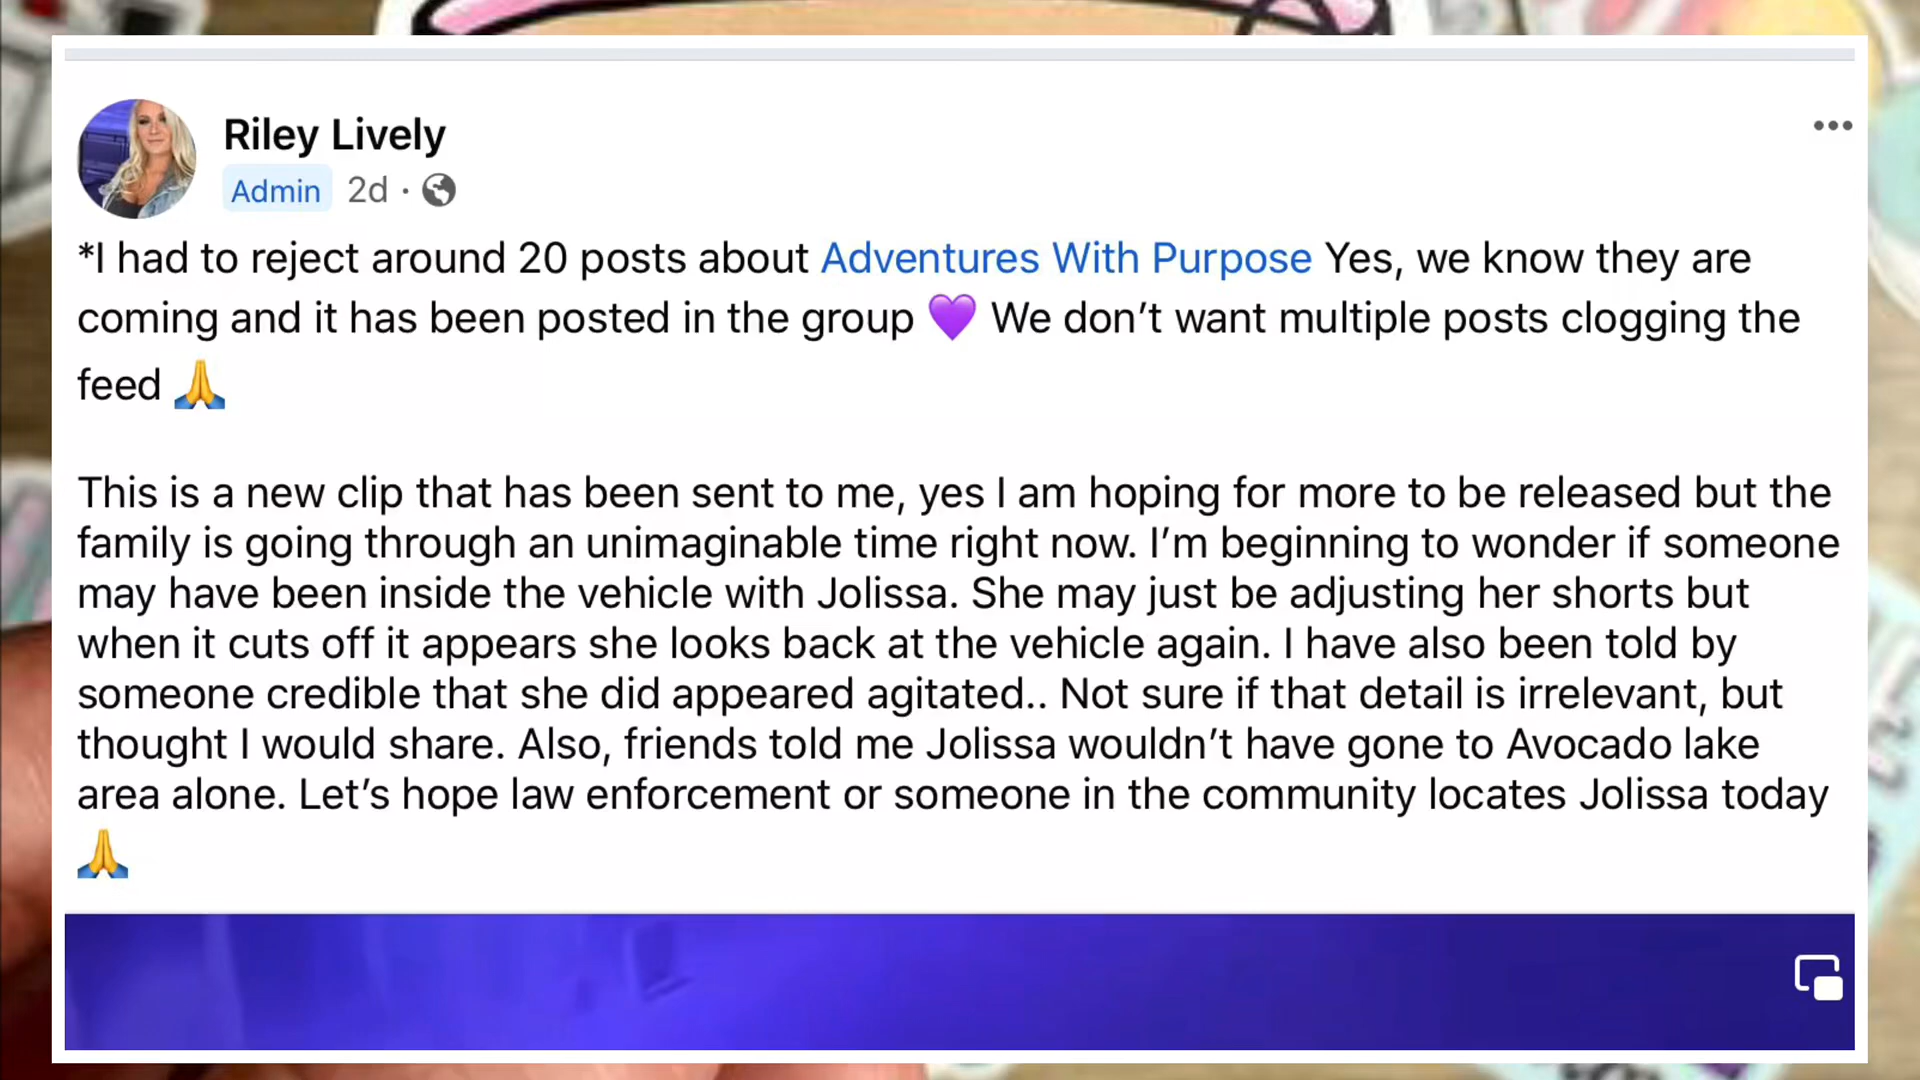 Riley Lively
Admin 2d ·
*I had to reject around 20 posts about Adventures With Purpose Yes, we know they are
coming and it has been posted in the group 💜 We don’t want multiple posts clogging the
feed 🙏
This is a new clip that has been sent to me, yes I am hoping for more to be released but the
family is going through an unimaginable time right now. I’m beginning to wonder if someone
may have been inside the vehicle with Jolissa. She may just be adjusting her shorts but
when it cuts off it appears she looks back at the vehicle again. I have also been told by
someone credible that she did appeared agitated.. Not sure if that detail is irrelevant, but
thought I would share. Also, friends told me Jolissa wouldn’t have gone to Avocado lake
area alone. Let’s hope law enforcement or someone in the community locates Jolissa today
🙏